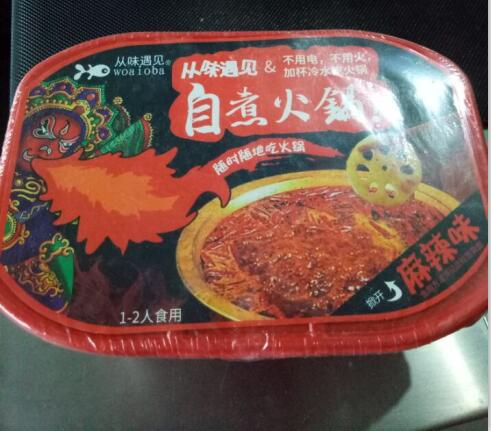 从味遇见®
woaioba
从味遇见 &
不用电,不用火,
加杯冷水煮火锅
自煮火鍋
随时随地吃火锅
麻辣味
掀开
1-2人食用